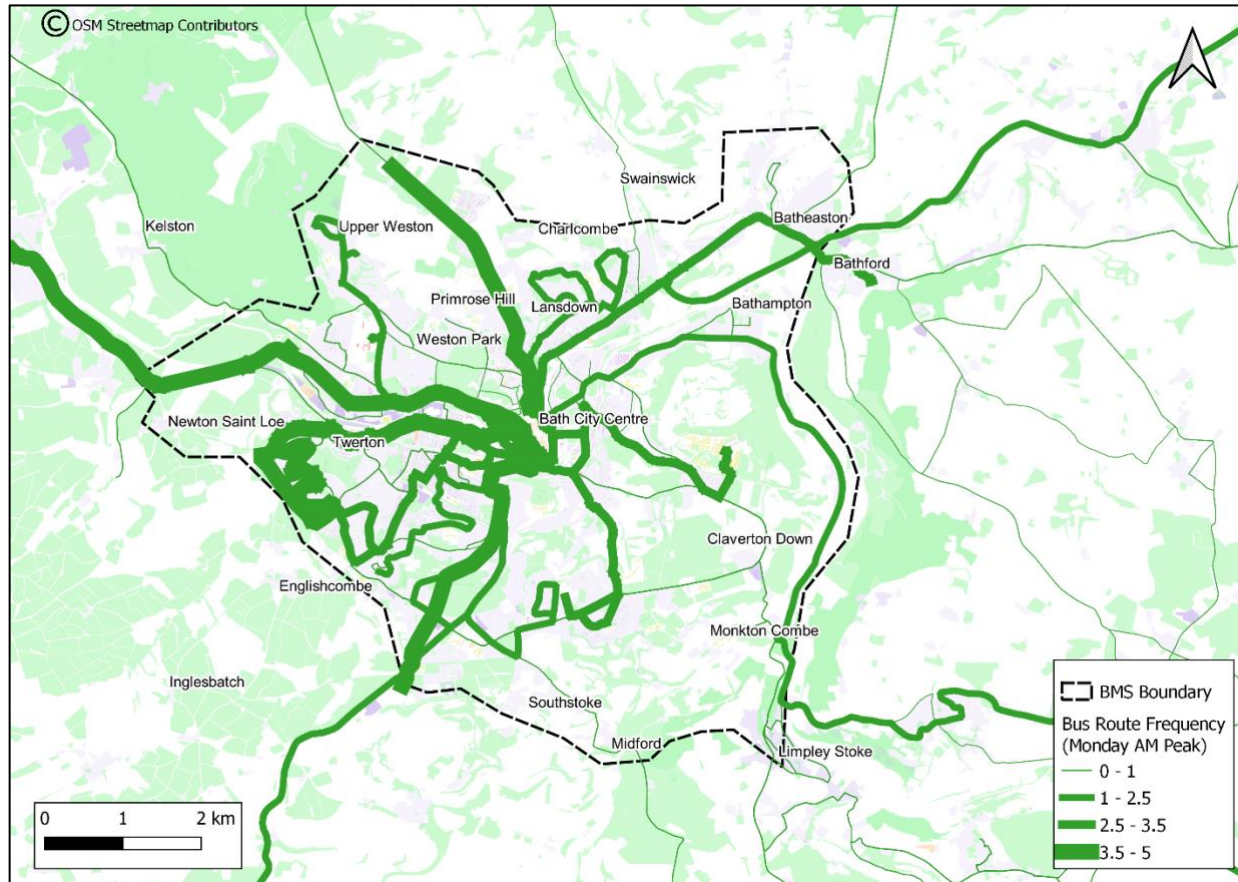 © OSM Streetmap Contributors
Swainswick
Kelston
Upper Weston
Charlcombe
Batheaston
Bathford
Primrose Hill
Lansdown
Bathampton
Weston Park
Newton Saint Loe
Bath City Centre
Twerton
Claverton Down
Englishcombe
Monkton Combe
Inglesbatch
Southstoke
Midford
Limpley Stoke
BMS Boundary
Bus Route Frequency
(Monday AM Peak)
0 - 1
1 - 2.5
2.5 - 3.5
3.5 - 5
0 1 2 km